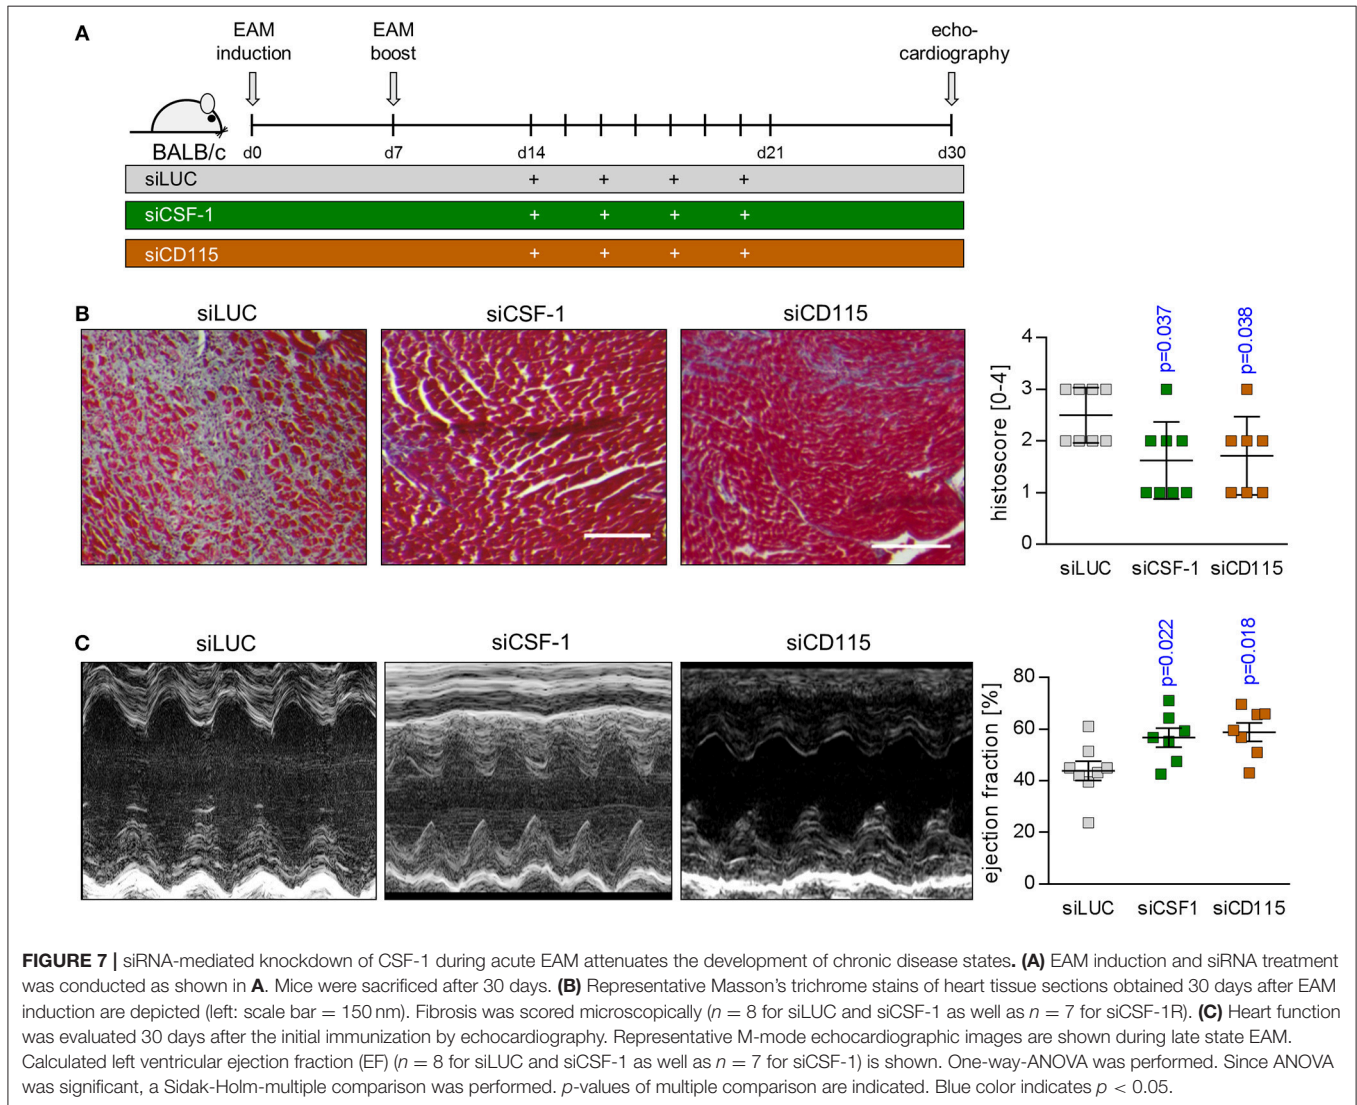 A
EAM induction
EAM boost
echo-cardiography
BALB/c
d0
d7
d14
d21
d30
siLUC + + + +
siCSF-1 + + + +
siCD115 + + + +
B
siLUC
siCSF-1
siCD115
histoscore [0-4]
4
3
2
1
0
p=0.037
p=0.038
siLUC
siCSF-1
siCD115
C
siLUC
siCSF-1
siCD115
ejection fraction [%]
80
60
40
20
0
p=0.022
p=0.018
siLUC
siCSF1
siCD115
FIGURE 7 | siRNA-mediated knockdown of CSF-1 during acute EAM attenuates the development of chronic disease states. (A) EAM induction and siRNA treatment
was conducted as shown in A. Mice were sacrificed after 30 days. (B) Representative Masson's trichrome stains of heart tissue sections obtained 30 days after EAM
induction are depicted (left: scale bar = 150 nm). Fibrosis was scored microscopically (n = 8 for siLUC and siCSF-1 as well as n = 7 for siCSF-1R). (C) Heart function
was evaluated 30 days after the initial immunization by echocardiography. Representative M-mode echocardiographic images are shown during late state EAM.
Calculated left ventricular ejection fraction (EF) (n = 8 for siLUC and siCSF-1 as well as n = 7 for siCSF-1) is shown. One-way-ANOVA was performed. Since ANOVA
was significant, a Sidak-Holm-multiple comparison was performed. p-values of multiple comparison are indicated. Blue color indicates p < 0.05.